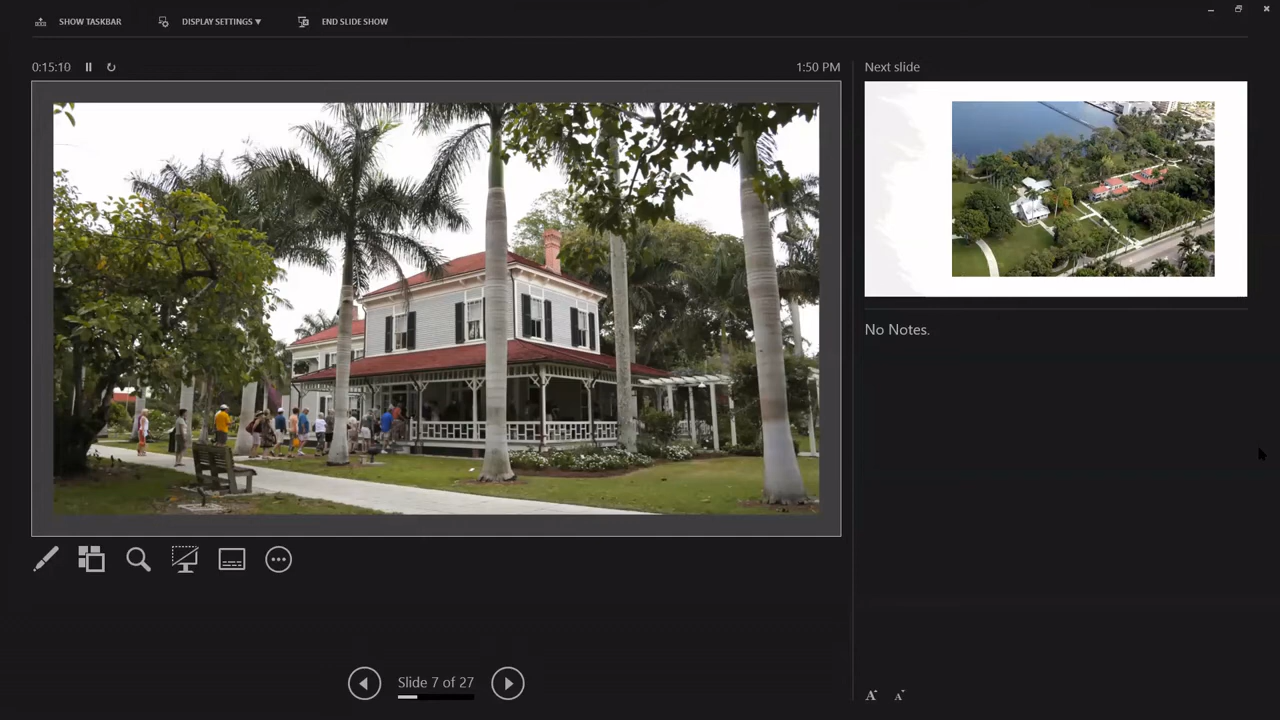 SHOW TASKBAR
DISPLAY SETTINGS ▼
END SLIDE SHOW
0:15:10
1:50 PM
Next slide
No Notes.
Slide 7 of 27
A A